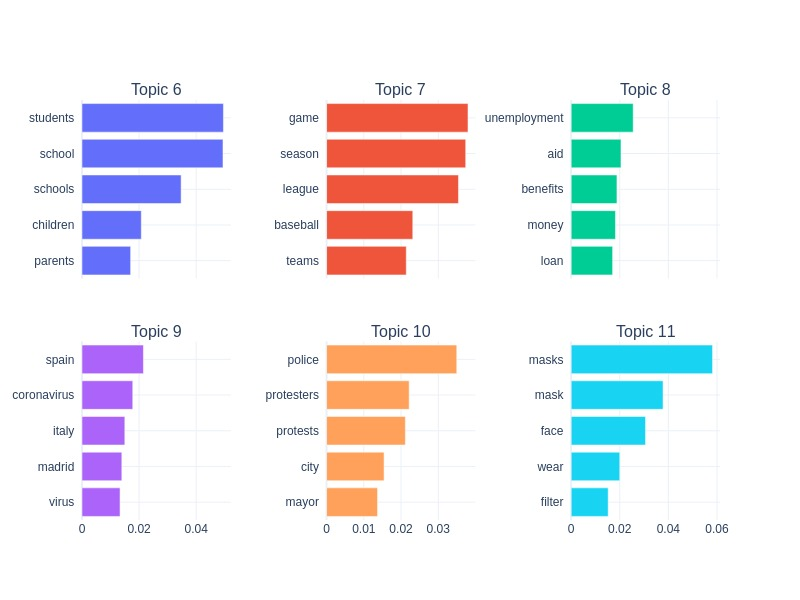 Topic 6
students
school
schools
children
parents
Topic 7
game
season
league
baseball
teams
Topic 8
unemployment
aid
benefits
money
loan
Topic 9
spain
coronavirus
italy
madrid
virus
0 0.02 0.04
Topic 10
police
protesters
protests
city
mayor
0 0.01 0.02 0.03
Topic 11
masks
mask
face
wear
filter
0 0.02 0.04 0.06